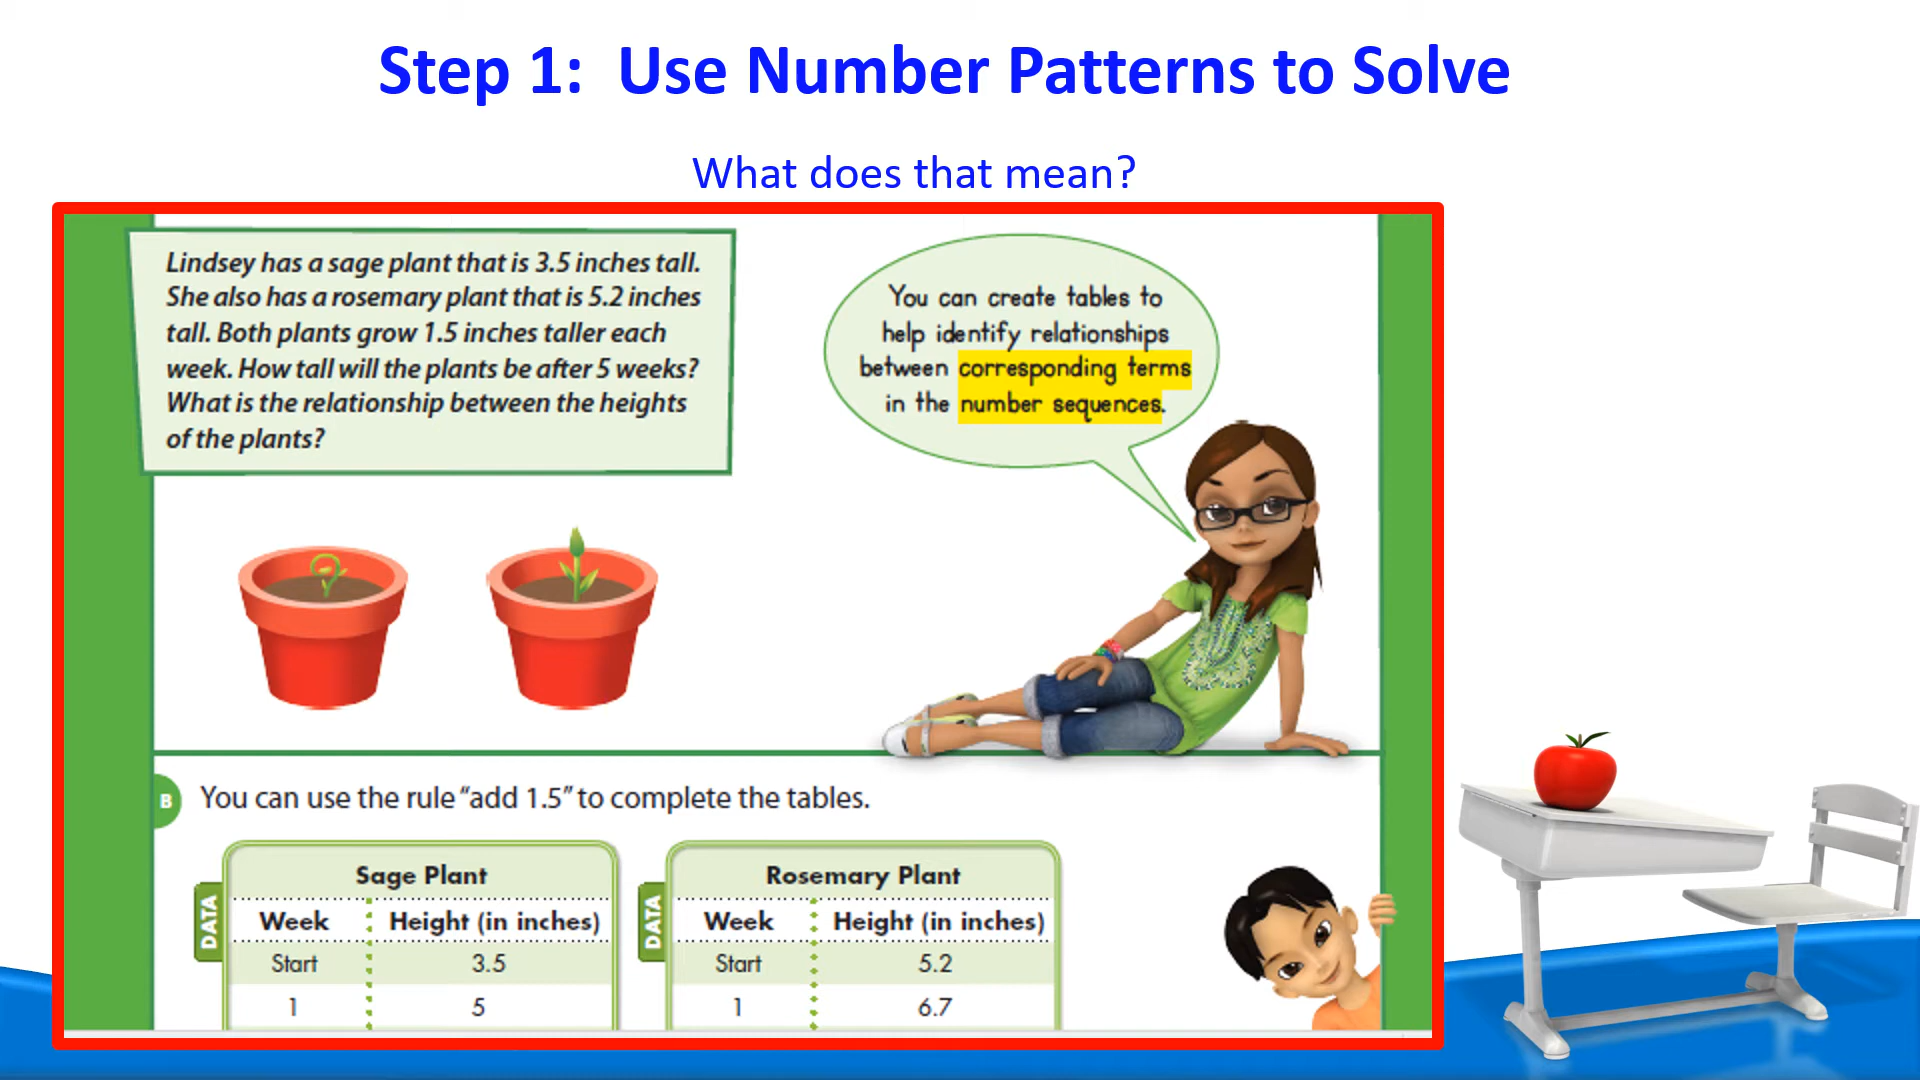 Step 1: Use Number Patterns to Solve
What does that mean?
Lindsey has a sage plant that is 3.5 inches tall.
She also has a rosemary plant that is 5.2 inches
tall. Both plants grow 1.5 inches taller each
week. How tall will the plants be after 5 weeks?
What is the relationship between the heights
of the plants?
You can create tables to
help identify relationships
between corresponding terms
in the number sequences.
B You can use the rule “add 1.5” to complete the tables.
DATA
Sage Plant
Week Height (in inches)
Start 3.5
1 5
DATA
Rosemary Plant
Week Height (in inches)
Start 5.2
1 6.7